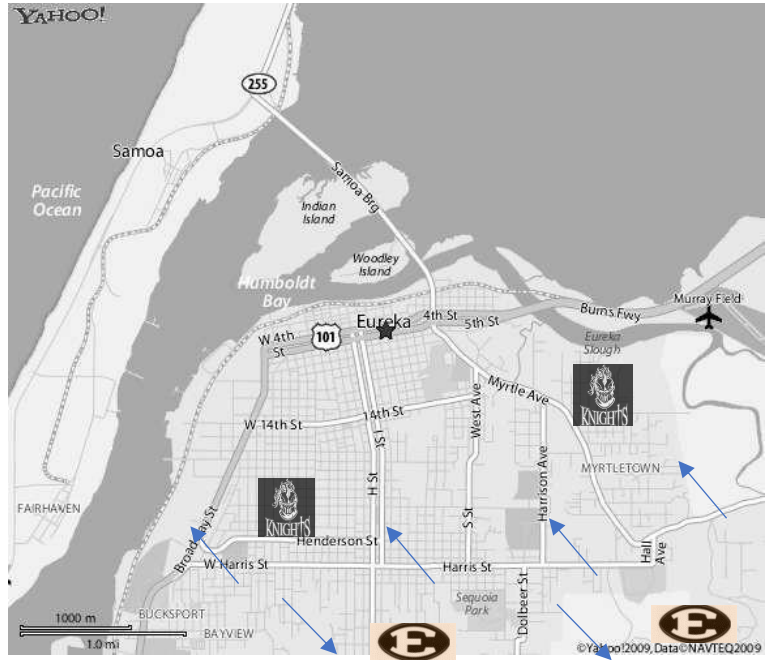 YAHOO!
255
Samoa
Pacific
Ocean
Samoa Brg
Indian
Island
Woodley
Island
Humboldt
Bay
Murray Field
Burns Fwy
4th St
5th St
Eureka
101
W 4th
St
Eureka
Slough
Myrtle Ave
KNIGHTS
14th St
W 14th St
I St
H St
West Ave
S St
Harrison Ave
MYRTLETOWN
FAIRHAVEN
KNIGHTS
Broadway St
Henderson St
Hall
Ave
W Harris St
Harris St
Dolbeer St
Sequoia
Park
1000 m
1.0 mi
BUCKSPORT
BAYVIEW
E
E
©Yahoo!2009, Data©NAVTEQ2009